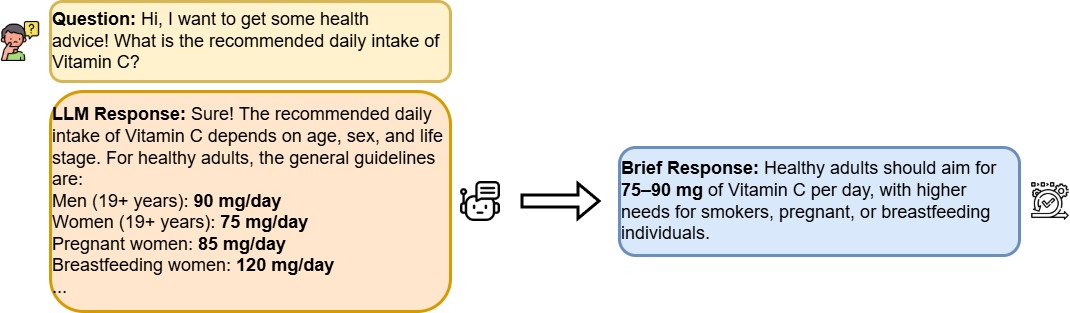 Question: Hi, I want to get some health
advice! What is the recommended daily intake of
Vitamin C?
LLM Response: Sure! The recommended daily
intake of Vitamin C depends on age, sex, and life
stage. For healthy adults, the general guidelines
are:
Men (19+ years): 90 mg/day
Women (19+ years): 75 mg/day
Pregnant women: 85 mg/day
Breastfeeding women: 120 mg/day
...
Brief Response: Healthy adults should aim for
75–90 mg of Vitamin C per day, with higher
needs for smokers, pregnant, or breastfeeding
individuals.